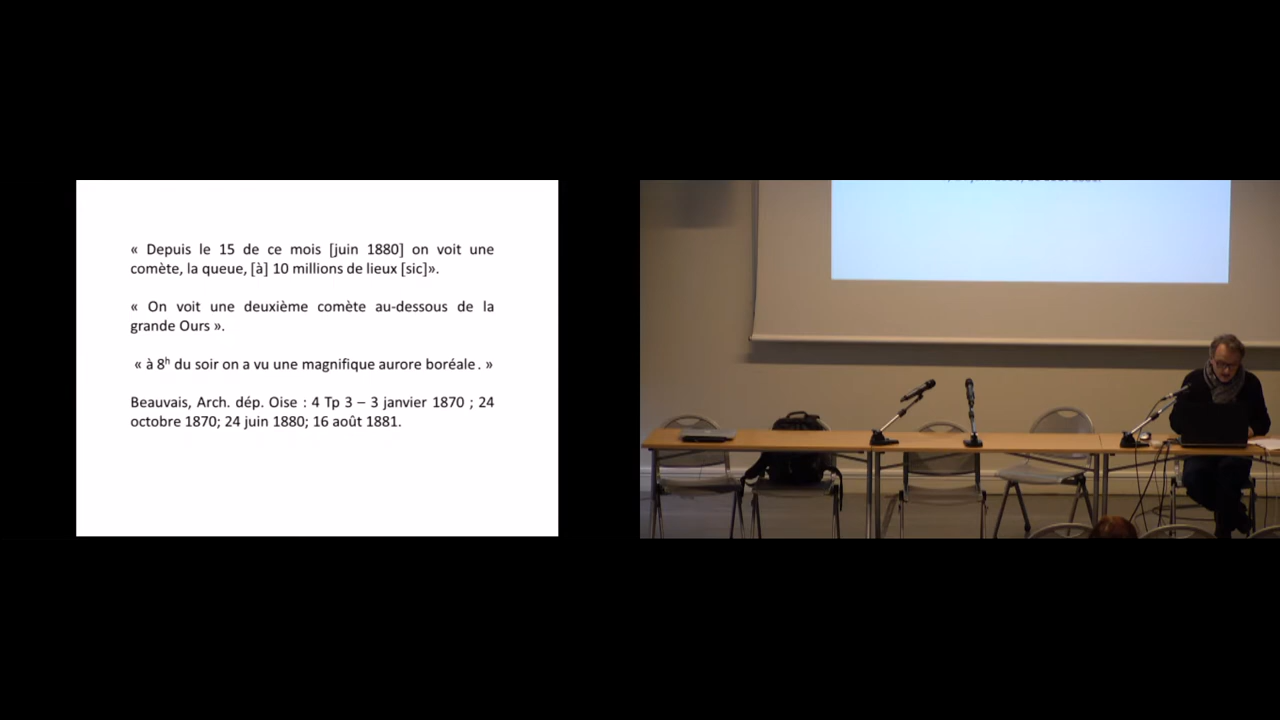 « Depuis le 15 de ce mois [juin 1880] on voit une
comète, la queue, [à] 10 millions de lieux [sic]».
« On voit une deuxième comète au-dessous de la
grande Ours ».
« à 8h du soir on a vu une magnifique aurore boréale. »
Beauvais, Arch. dép. Oise : 4 Tp 3 – 3 janvier 1870 ; 24
octobre 1870; 24 juin 1880; 16 août 1881.